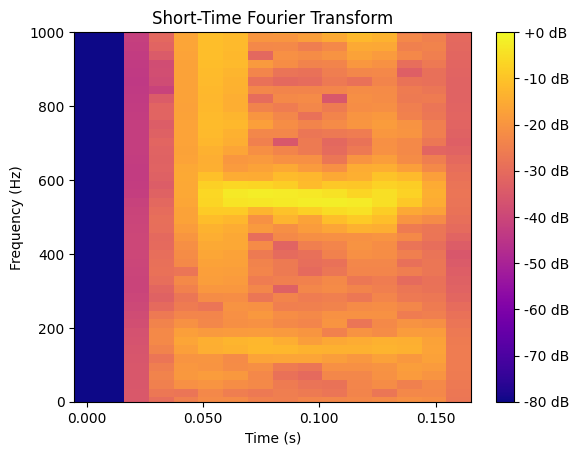 Short-Time Fourier Transform
Frequency (Hz)
1000
800
600
400
200
0
0.000
0.050
0.100
0.150
Time (s)
+0 dB
-10 dB
-20 dB
-30 dB
-40 dB
-50 dB
-60 dB
-70 dB
-80 dB